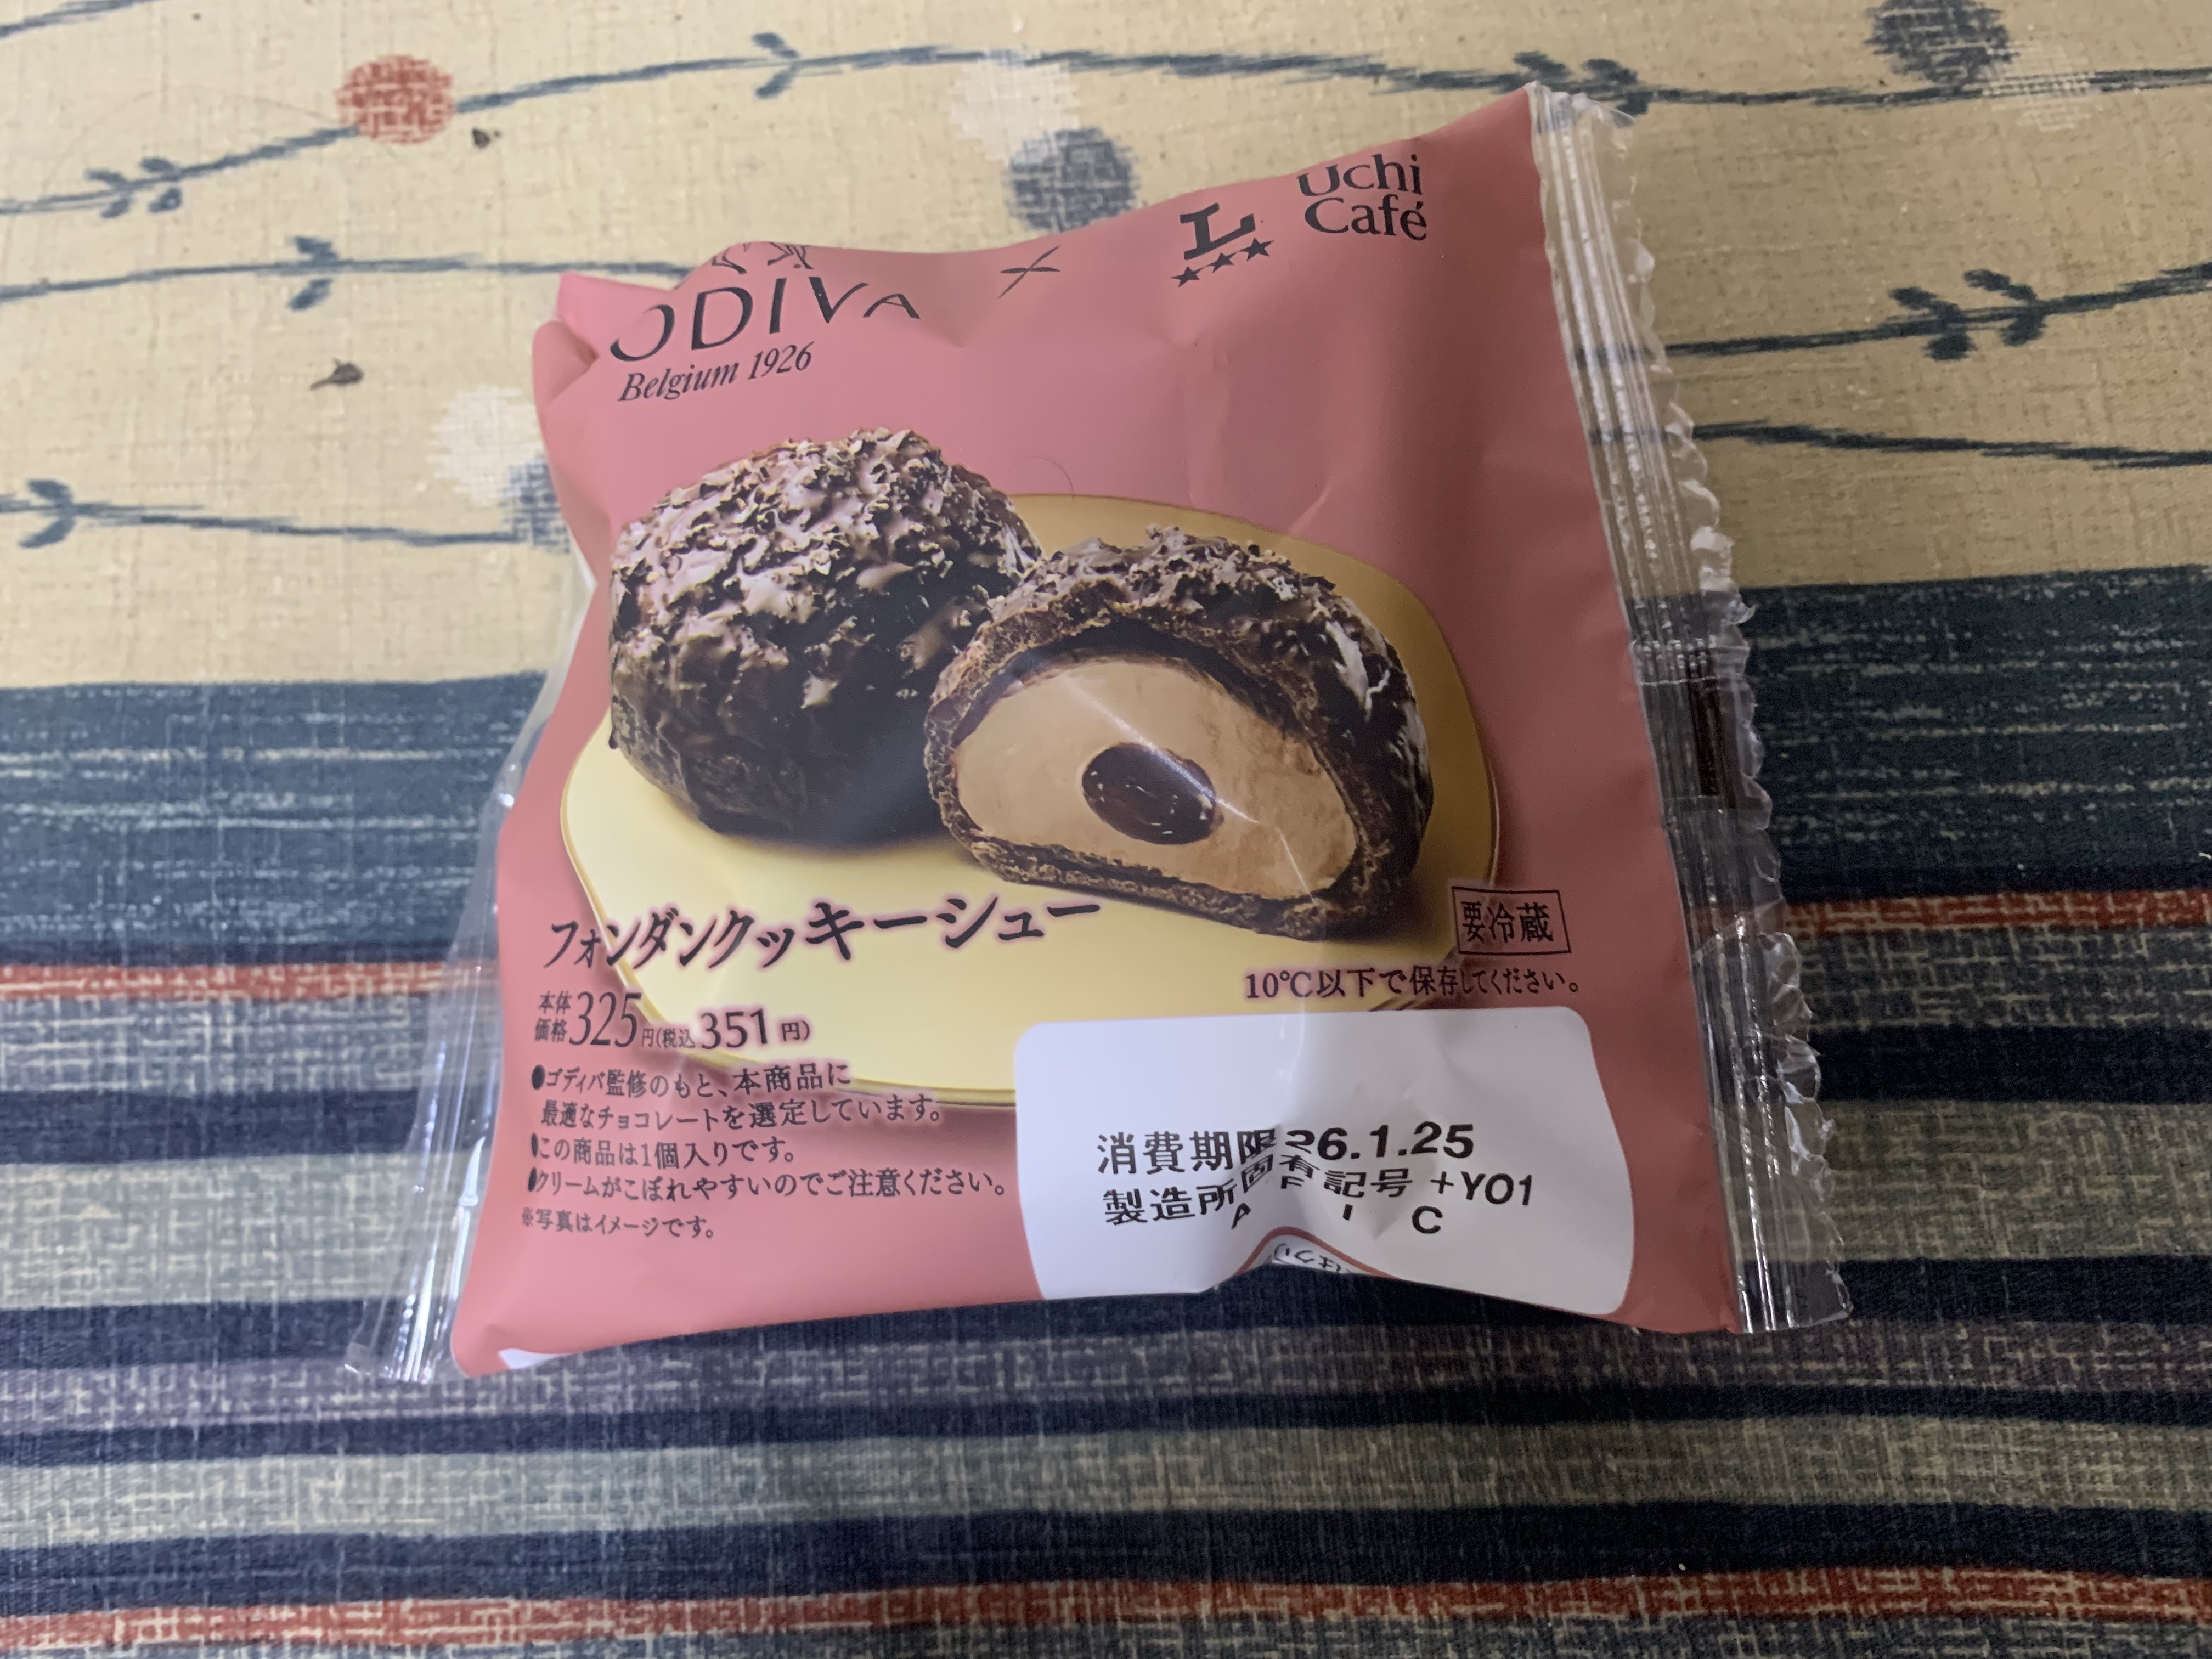 ODIVA
Belgium 1926
×
L
Uchi
Café
フォンダンクッキーシュー
本体
価格325円(税込351円)
●ゴディバ監修のもと、本商品に
最適なチョコレートを選定しています。
●この商品は1個入りです。
●クリームがこぼれやすいのでご注意ください。
※写真はイメージです。
要冷蔵
10℃以下で保存してください。
消費期限26.1.25
製造所固有記号+Y01
A F I C